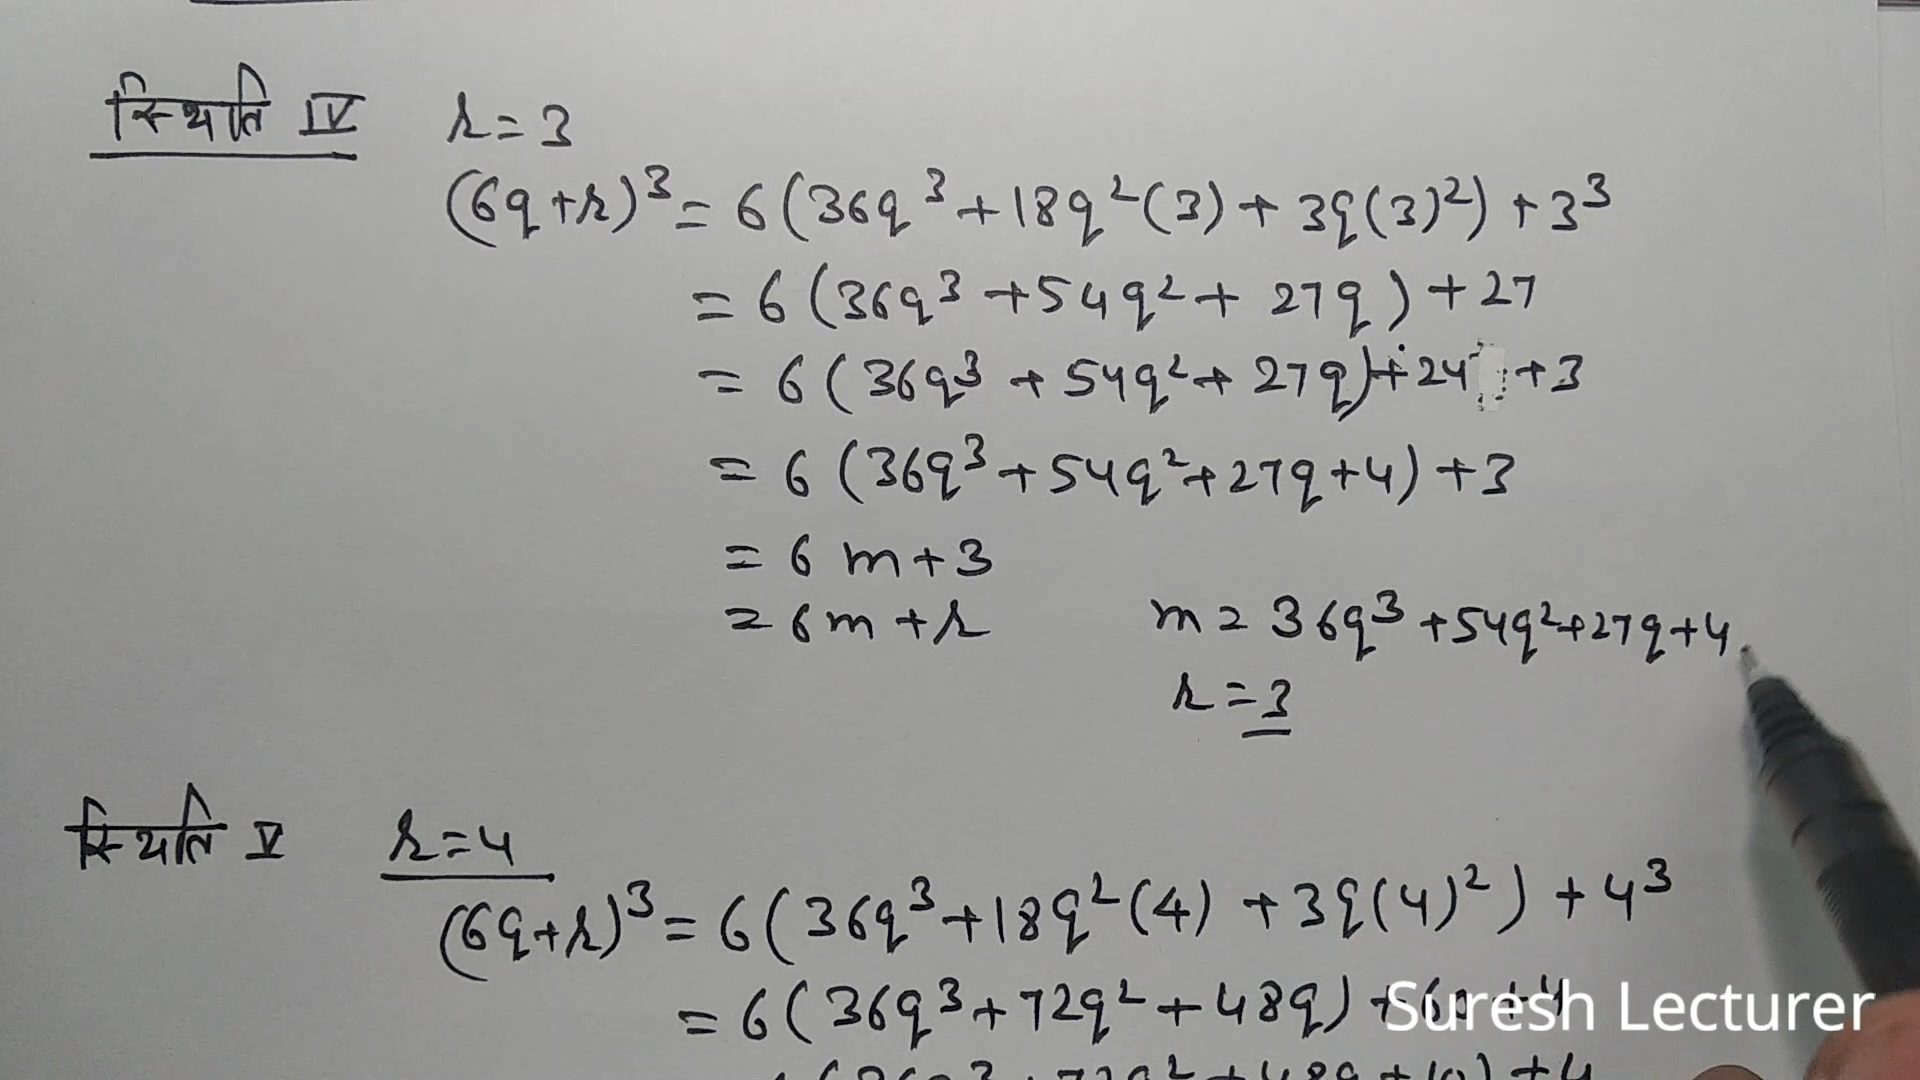 स्थिति IV r = 3
(6q+r)³ = 6(36q³+18q²(3)+3q(3)²)+3³
= 6(36q³+54q²+27q)+27
= 6(36q³+54q²+27q)+24 +3
= 6(36q³+54q²+27q+4)+3
= 6m+3
= 6m+r m = 36q³+54q²+27q+4
r = 3
स्थिति V r = 4
(6q+r)³ = 6(36q³+18q²(4)+3q(4)²)+4³
= 6(36q³+72q²+48q)+60+4
Suresh Lecturer